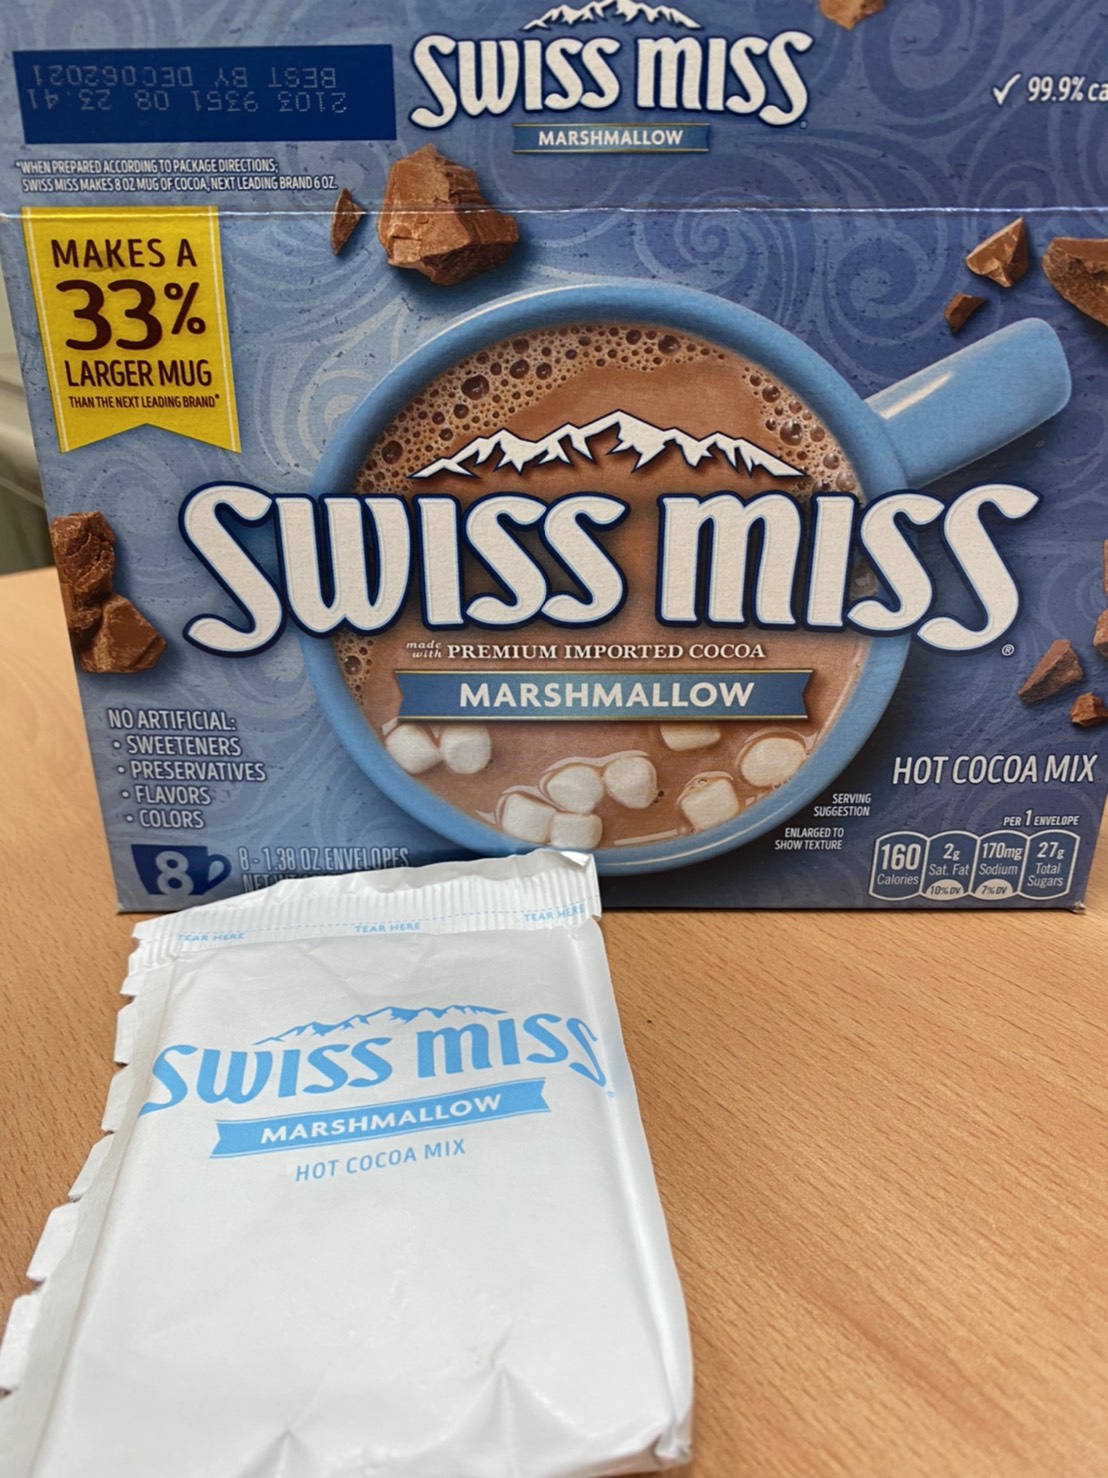 2103 9351 08 23:41
BEST BY DEC062021
SWISS MISS
MARSHMALLOW
✓ 99.9% ca
*WHEN PREPARED ACCORDING TO PACKAGE DIRECTIONS;
SWISS MISS MAKES 8 OZ MUG OF COCOA, NEXT LEADING BRAND 6 OZ.
MAKES A
33%
LARGER MUG
THAN THE NEXT LEADING BRAND*
SWISS MISS®
made with PREMIUM IMPORTED COCOA
MARSHMALLOW
NO ARTIFICIAL:
• SWEETENERS
• PRESERVATIVES
• FLAVORS
• COLORS
HOT COCOA MIX
SERVING
SUGGESTION
ENLARGED TO
SHOW TEXTURE
PER 1 ENVELOPE
160 Calories
2g Sat. Fat 10% DV
170mg Sodium 7% DV
27g Total Sugars
8
8-1.38 OZ ENVELOPES
NET
TEAR HERE TEAR HERE TEAR HERE
SWISS MISS
MARSHMALLOW
HOT COCOA MIX